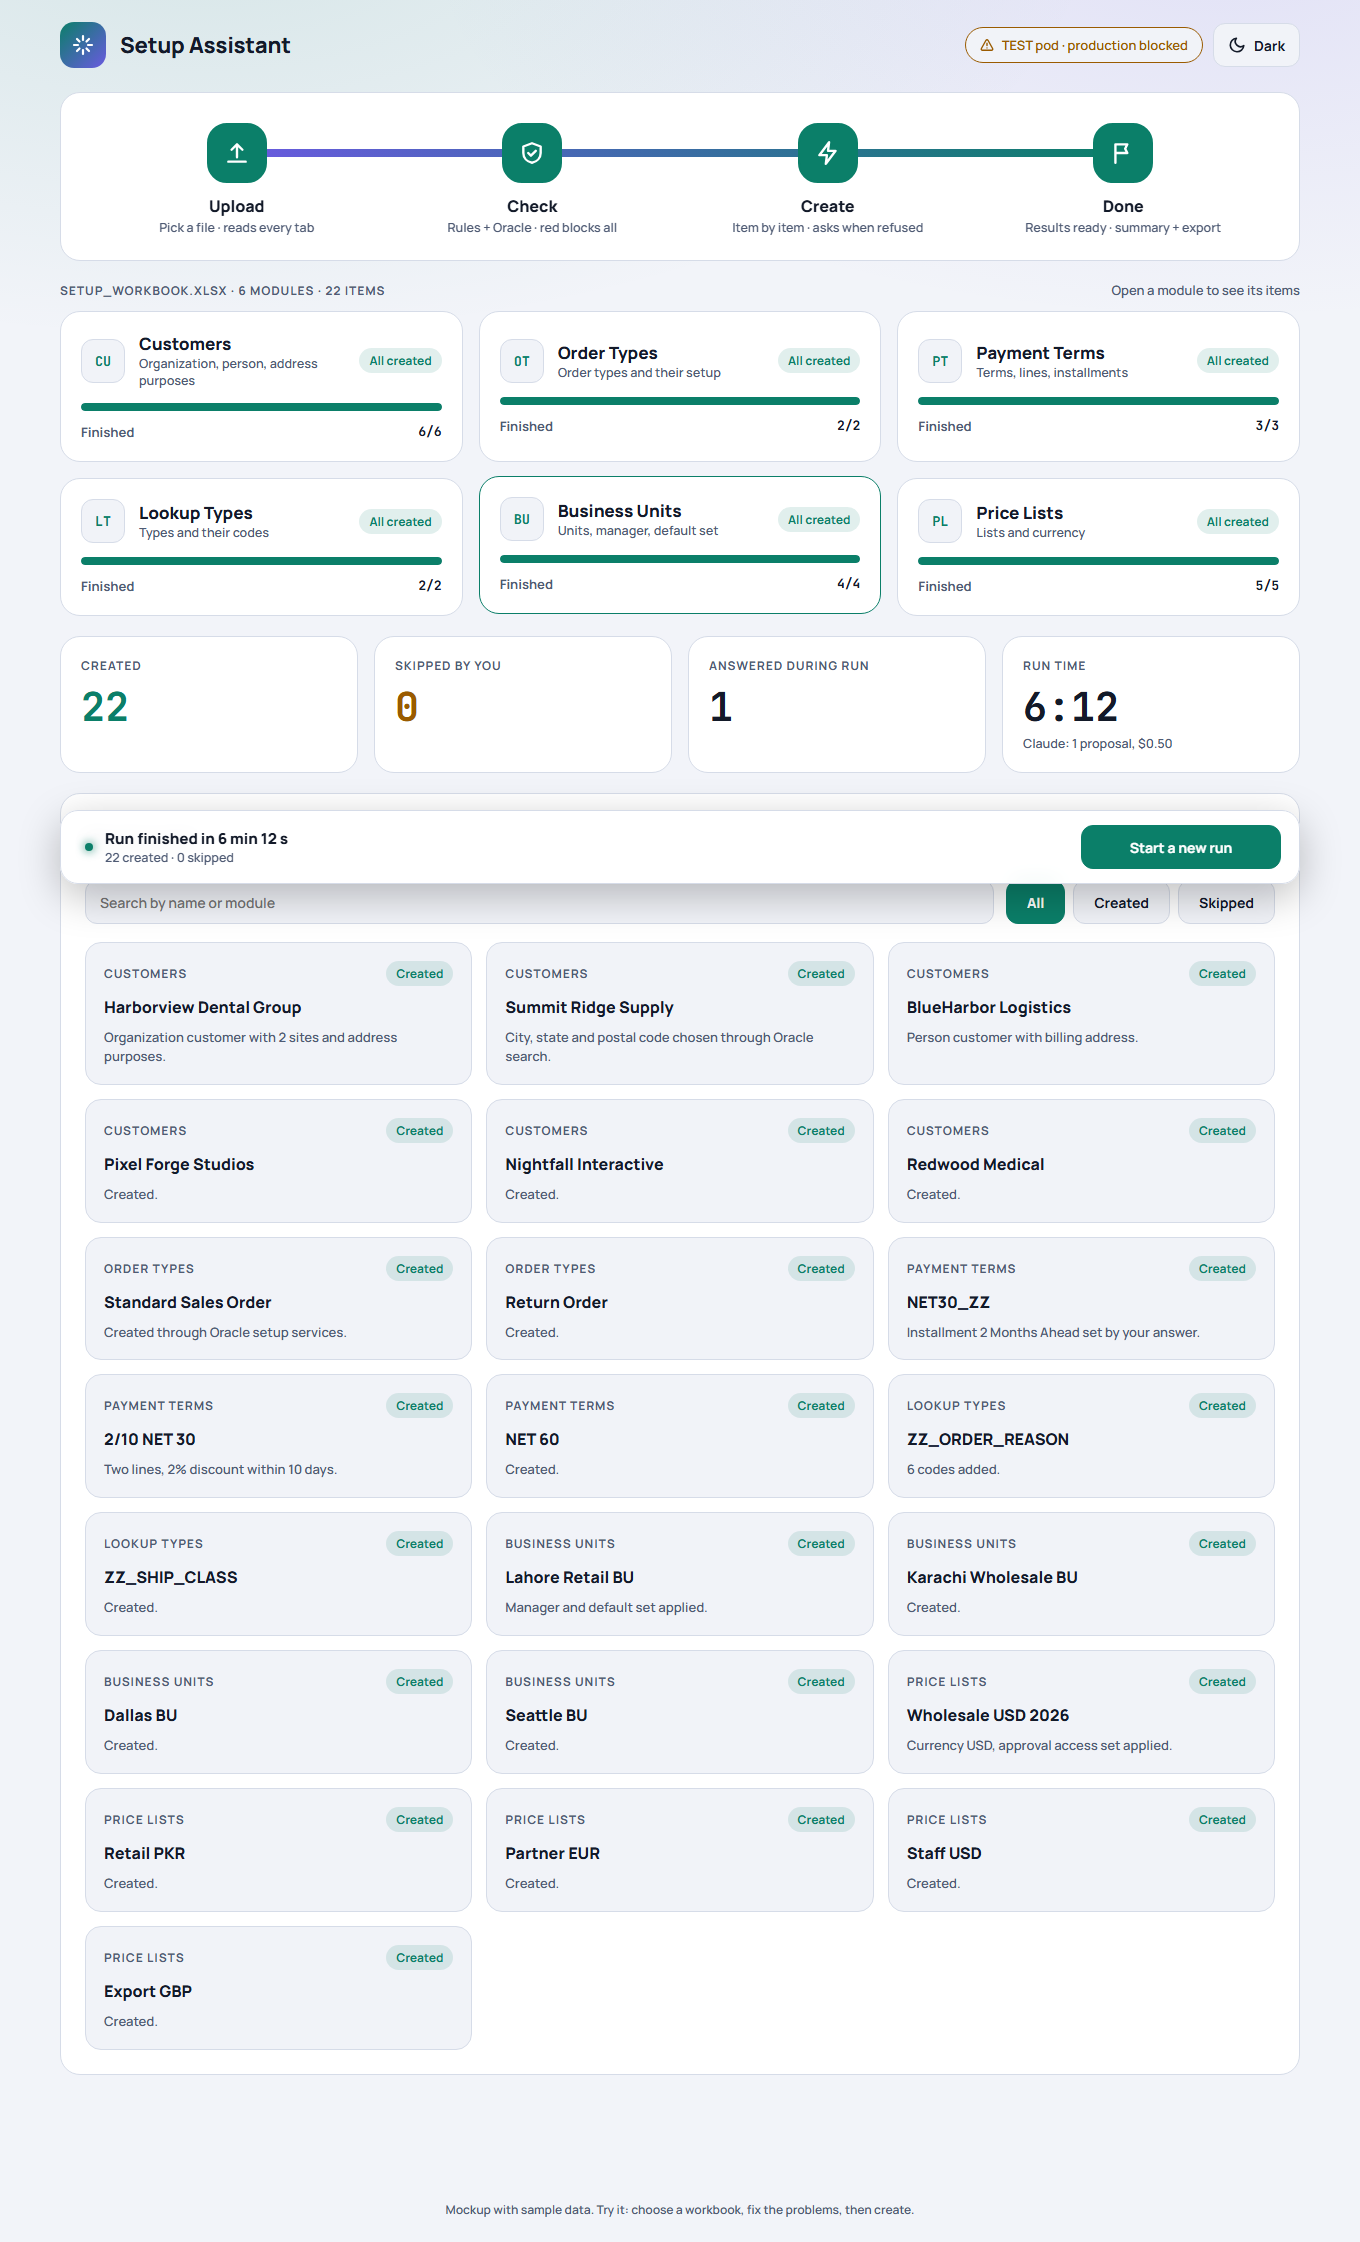 Setup Assistant
TEST pod · production blocked
Dark
Upload
Pick a file · reads every tab
Check
Rules + Oracle · red blocks all
Create
Item by item · asks when refused
Done
Results ready · summary + export
SETUP_WORKBOOK.XLSX · 6 MODULES · 22 ITEMS
Open a module to see its items
CU
Customers
Organization, person, address
purposes
All created
Finished
6/6
OT
Order Types
Order types and their setup
All created
Finished
2/2
PT
Payment Terms
Terms, lines, installments
All created
Finished
3/3
LT
Lookup Types
Types and their codes
All created
Finished
2/2
BU
Business Units
Units, manager, default set
All created
Finished
4/4
PL
Price Lists
Lists and currency
All created
Finished
5/5
CREATED
22
SKIPPED BY YOU
0
ANSWERED DURING RUN
1
RUN TIME
6:12
Claude: 1 proposal, $0.50
Run finished in 6 min 12 s
22 created · 0 skipped
Start a new run
Search by name or module
All
Created
Skipped
CUSTOMERS
Created
Harborview Dental Group
Organization customer with 2 sites and address
purposes.
CUSTOMERS
Created
Summit Ridge Supply
City, state and postal code chosen through Oracle
search.
CUSTOMERS
Created
BlueHarbor Logistics
Person customer with billing address.
CUSTOMERS
Created
Pixel Forge Studios
Created.
CUSTOMERS
Created
Nightfall Interactive
Created.
CUSTOMERS
Created
Redwood Medical
Created.
ORDER TYPES
Created
Standard Sales Order
Created through Oracle setup services.
ORDER TYPES
Created
Return Order
Created.
PAYMENT TERMS
Created
NET30_ZZ
Installment 2 Months Ahead set by your answer.
PAYMENT TERMS
Created
2/10 NET 30
Two lines, 2% discount within 10 days.
PAYMENT TERMS
Created
NET 60
Created.
LOOKUP TYPES
Created
ZZ_ORDER_REASON
6 codes added.
LOOKUP TYPES
Created
ZZ_SHIP_CLASS
Created.
BUSINESS UNITS
Created
Lahore Retail BU
Manager and default set applied.
BUSINESS UNITS
Created
Karachi Wholesale BU
Created.
BUSINESS UNITS
Created
Dallas BU
Created.
BUSINESS UNITS
Created
Seattle BU
Created.
PRICE LISTS
Created
Wholesale USD 2026
Currency USD, approval access set applied.
PRICE LISTS
Created
Retail PKR
Created.
PRICE LISTS
Created
Partner EUR
Created.
PRICE LISTS
Created
Staff USD
Created.
PRICE LISTS
Created
Export GBP
Created.
Mockup with sample data. Try it: choose a workbook, fix the problems, then create.